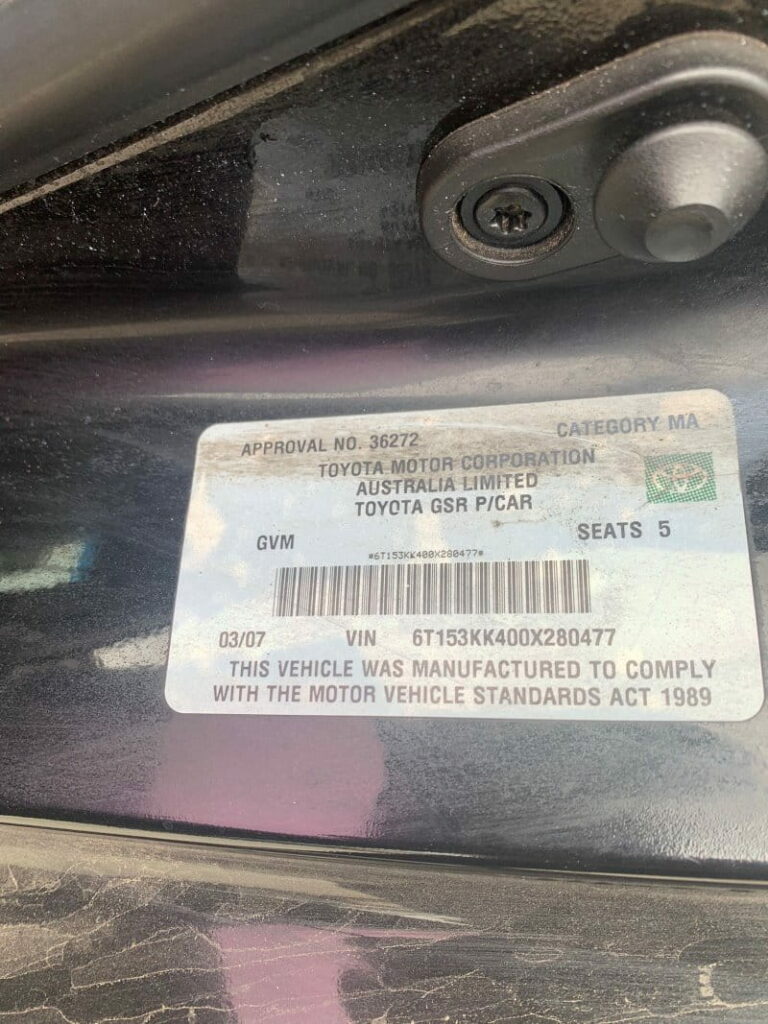 APPROVAL NO. 36272 CATEGORY MA
TOYOTA MOTOR CORPORATION
AUSTRALIA LIMITED
TOYOTA GSR P/CAR
GVM SEATS 5
*6T153KK400X280477*
03/07 VIN 6T153KK400X280477
THIS VEHICLE WAS MANUFACTURED TO COMPLY
WITH THE MOTOR VEHICLE STANDARDS ACT 1989